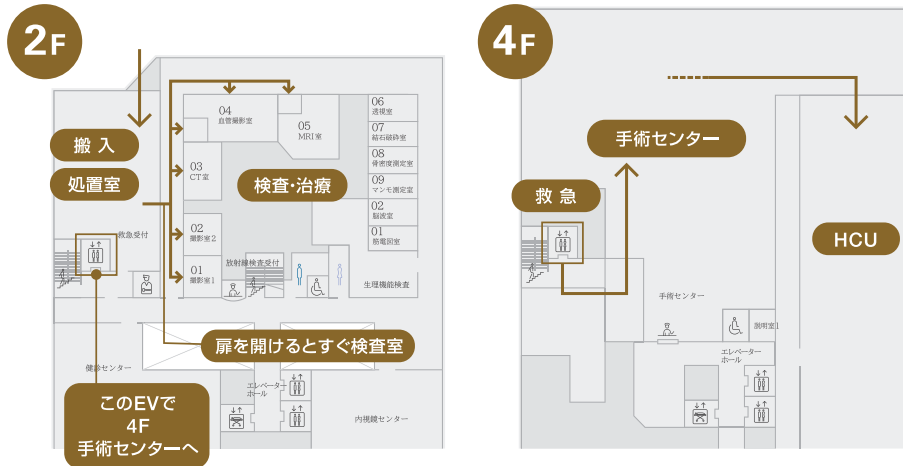 2F
搬入
処置室
救急受付
04
血管撮影室
05
MRI室
03
CT室
検査・治療
02
撮影室2
01
撮影室1
放射線検査受付
06
透視室
07
結石破砕室
08
骨密度測定室
09
マンモ測定室
02
脳波室
01
筋電図室
生理機能検査
扉を開けるとすぐ検査室
健診センター
このEVで
4F
手術センターへ
エレベーター
ホール
内視鏡センター
4F
手術センター
救急
HCU
手術センター
説明室1
エレベーター
ホール